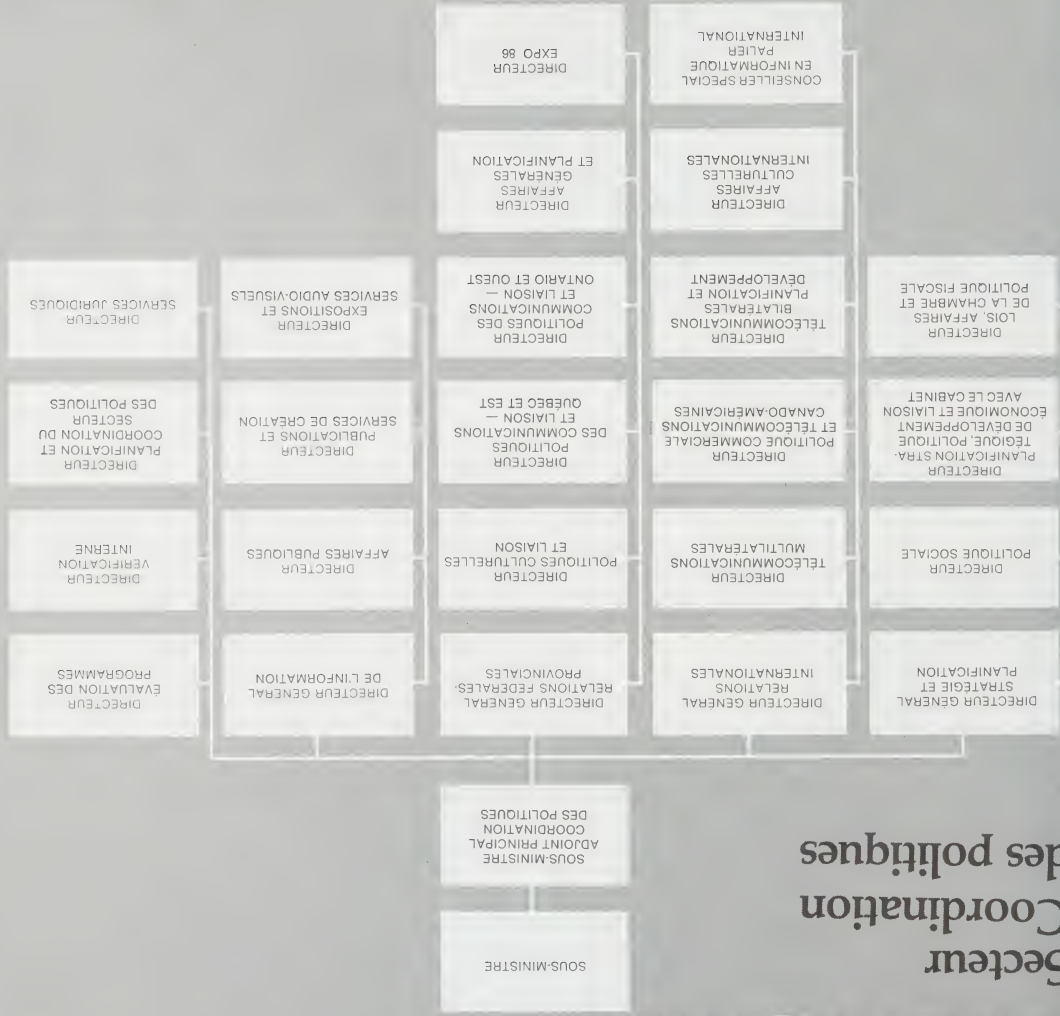 Secteur
Coordination
des politiques
SOUS-MINISTRE
SOUS-MINISTRE
ADJOINT PRINCIPAL
COORDINATION
DES POLITIQUES
DIRECTEUR GÉNÉRAL
STRATÉGIE ET
PLANIFICATION
DIRECTEUR
POLITIQUE SOCIALE
DIRECTEUR
PLANIFICATION STRA-
TÉGIQUE, POLITIQUE
DE DÉVELOPPEMENT
ÉCONOMIQUE ET LIAISON
AVEC LE CABINET
DIRECTEUR
LOIS, AFFAIRES
DE LA CHAMBRE ET
POLITIQUE FISCALE
DIRECTEUR GÉNÉRAL
RELATIONS
INTERNATIONALES
DIRECTEUR
TÉLÉCOMMUNICATIONS
MULTILATÉRALES
DIRECTEUR
POLITIQUE COMMERCIALE
ET TÉLÉCOMMUNICATIONS
CANADO-AMÉRICAINES
DIRECTEUR
TÉLÉCOMMUNICATIONS
BILATÉRALES
PLANIFICATION ET
DÉVELOPPEMENT
DIRECTEUR
AFFAIRES
CULTURELLES
INTERNATIONALES
CONSEILLER SPÉCIAL
EN INFORMATIQUE
PALIER
INTERNATIONAL
DIRECTEUR GÉNÉRAL
RELATIONS FÉDÉRALES-
PROVINCIALES
DIRECTEUR
POLITIQUES CULTURELLES
ET LIAISON
DIRECTEUR
POLITIQUES
DES COMMUNICATIONS
ET LIAISON —
QUÉBEC ET EST
DIRECTEUR
POLITIQUES DES
COMMUNICATIONS
ET LIAISON —
ONTARIO ET OUEST
DIRECTEUR
AFFAIRES
GÉNÉRALES
ET PLANIFICATION
DIRECTEUR
EXPO 86
DIRECTEUR GÉNÉRAL
DE L'INFORMATION
DIRECTEUR
AFFAIRES PUBLIQUES
DIRECTEUR
PUBLICATIONS ET
SERVICES DE CRÉATION
DIRECTEUR
EXPOSITIONS ET
SERVICES AUDIO-VISUELS
DIRECTEUR
ÉVALUATION DES
PROGRAMMES
DIRECTEUR
VÉRIFICATION
INTERNE
DIRECTEUR
PLANIFICATION ET
COORDINATION DU
SECTEUR
DES POLITIQUES
DIRECTEUR
SERVICES JURIDIQUES